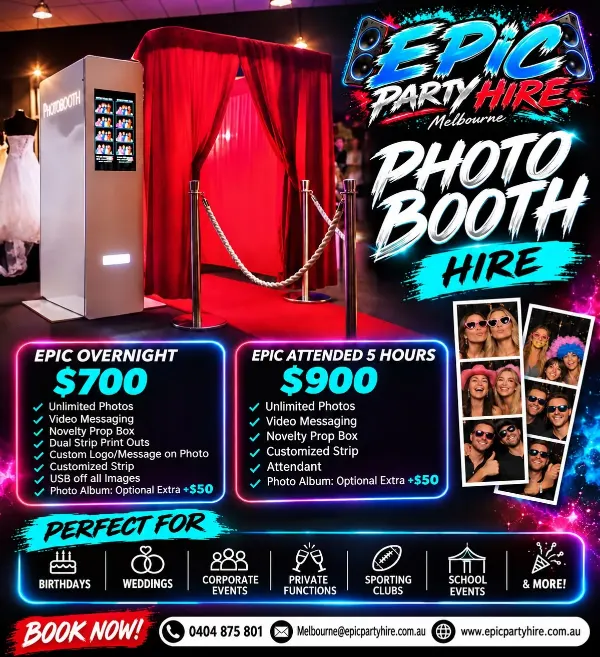 PHOTOBOOTH
EPIC
PARTY HIRE
Melbourne
PHOTO
BOOTH
HIRE
EPIC OVERNIGHT
$700
Unlimited Photos
Video Messaging
Novelty Prop Box
Dual Strip Print Outs
Custom Logo/Message on Photo
Customized Strip
USB off all Images
Photo Album: Optional Extra +$50
EPIC ATTENDED 5 HOURS
$900
Unlimited Photos
Video Messaging
Novelty Prop Box
Customized Strip
Attendant
Photo Album: Optional Extra +$50
PERFECT FOR
BIRTHDAYS
WEDDINGS
CORPORATE
EVENTS
PRIVATE
FUNCTIONS
SPORTING
CLUBS
SCHOOL
EVENTS
& MORE!
BOOK NOW!
0404 875 801
Melbourne@epicpartyhire.com.au
www.epicpartyhire.com.au